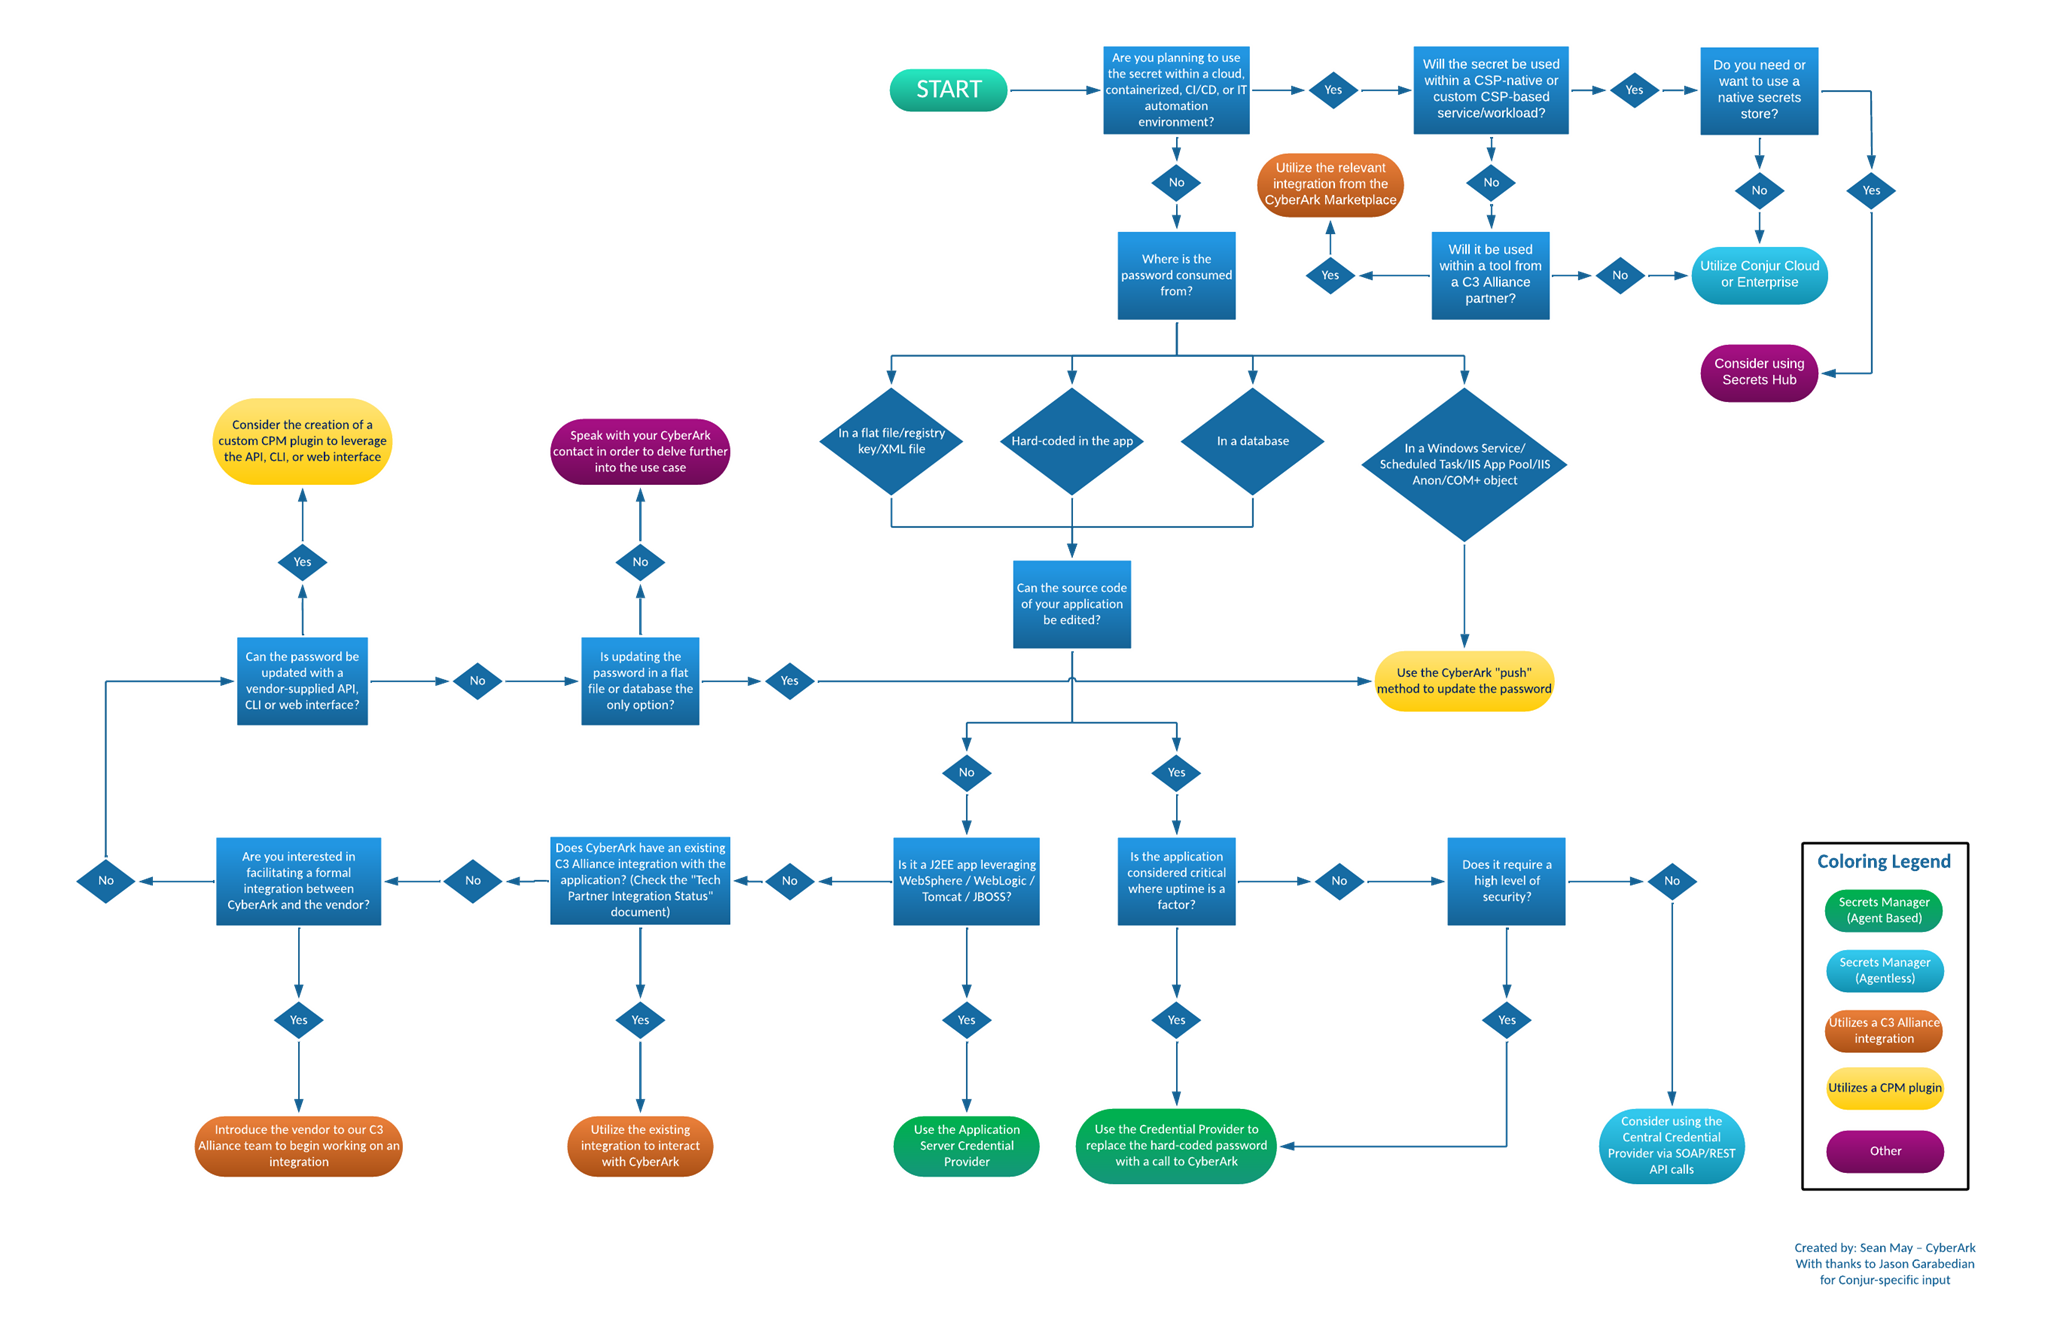 START
Are you planning to use
the secret within a cloud,
containerized, CI/CD, or IT
automation
environment?
Yes
Will the secret be used
within a CSP-native or
custom CSP-based
service/workload?
Yes
Do you need or
want to use a
native secrets
store?
No
Utilize the relevant
integration from the
CyberArk Marketplace
No
No
Yes
Where is the
password consumed
from?
Yes
Will it be used
within a tool from
a C3 Alliance
partner?
No
Utilize Conjur Cloud
or Enterprise
Consider using
Secrets Hub
Consider the creation of a
custom CPM plugin to leverage
the API, CLI, or web interface
Speak with your CyberArk
contact in order to delve further
into the use case
In a flat file/registry
key/XML file
Hard-coded in the app
In a database
In a Windows Service/
Scheduled Task/IIS App Pool/IIS
Anon/COM+ object
Yes
No
Can the source code
of your application
be edited?
Can the password be
updated with a
vendor-supplied API,
CLI or web interface?
No
Is updating the
password in a flat
file or database the
only option?
Yes
Use the CyberArk "push"
method to update the password
No
Yes
No
Are you interested in
facilitating a formal
integration between
CyberArk and the vendor?
No
Does CyberArk have an existing
C3 Alliance integration with the
application? (Check the "Tech
Partner Integration Status"
document)
No
Is it a J2EE app leveraging
WebSphere / WebLogic /
Tomcat / JBOSS?
Is the application
considered critical
where uptime is a
factor?
No
Does it require a
high level of
security?
No
Coloring Legend
Secrets Manager
(Agent Based)
Secrets Manager
(Agentless)
Utilizes a C3 Alliance
integration
Utilizes a CPM plugin
Other
Yes
Yes
Yes
Yes
Yes
Introduce the vendor to our C3
Alliance team to begin working on an
integration
Utilize the existing
integration to interact
with CyberArk
Use the Application
Server Credential
Provider
Use the Credential Provider to
replace the hard-coded password
with a call to CyberArk
Consider using the
Central Credential
Provider via SOAP/REST
API calls
Created by: Sean May – CyberArk
With thanks to Jason Garabedian
for Conjur-specific input